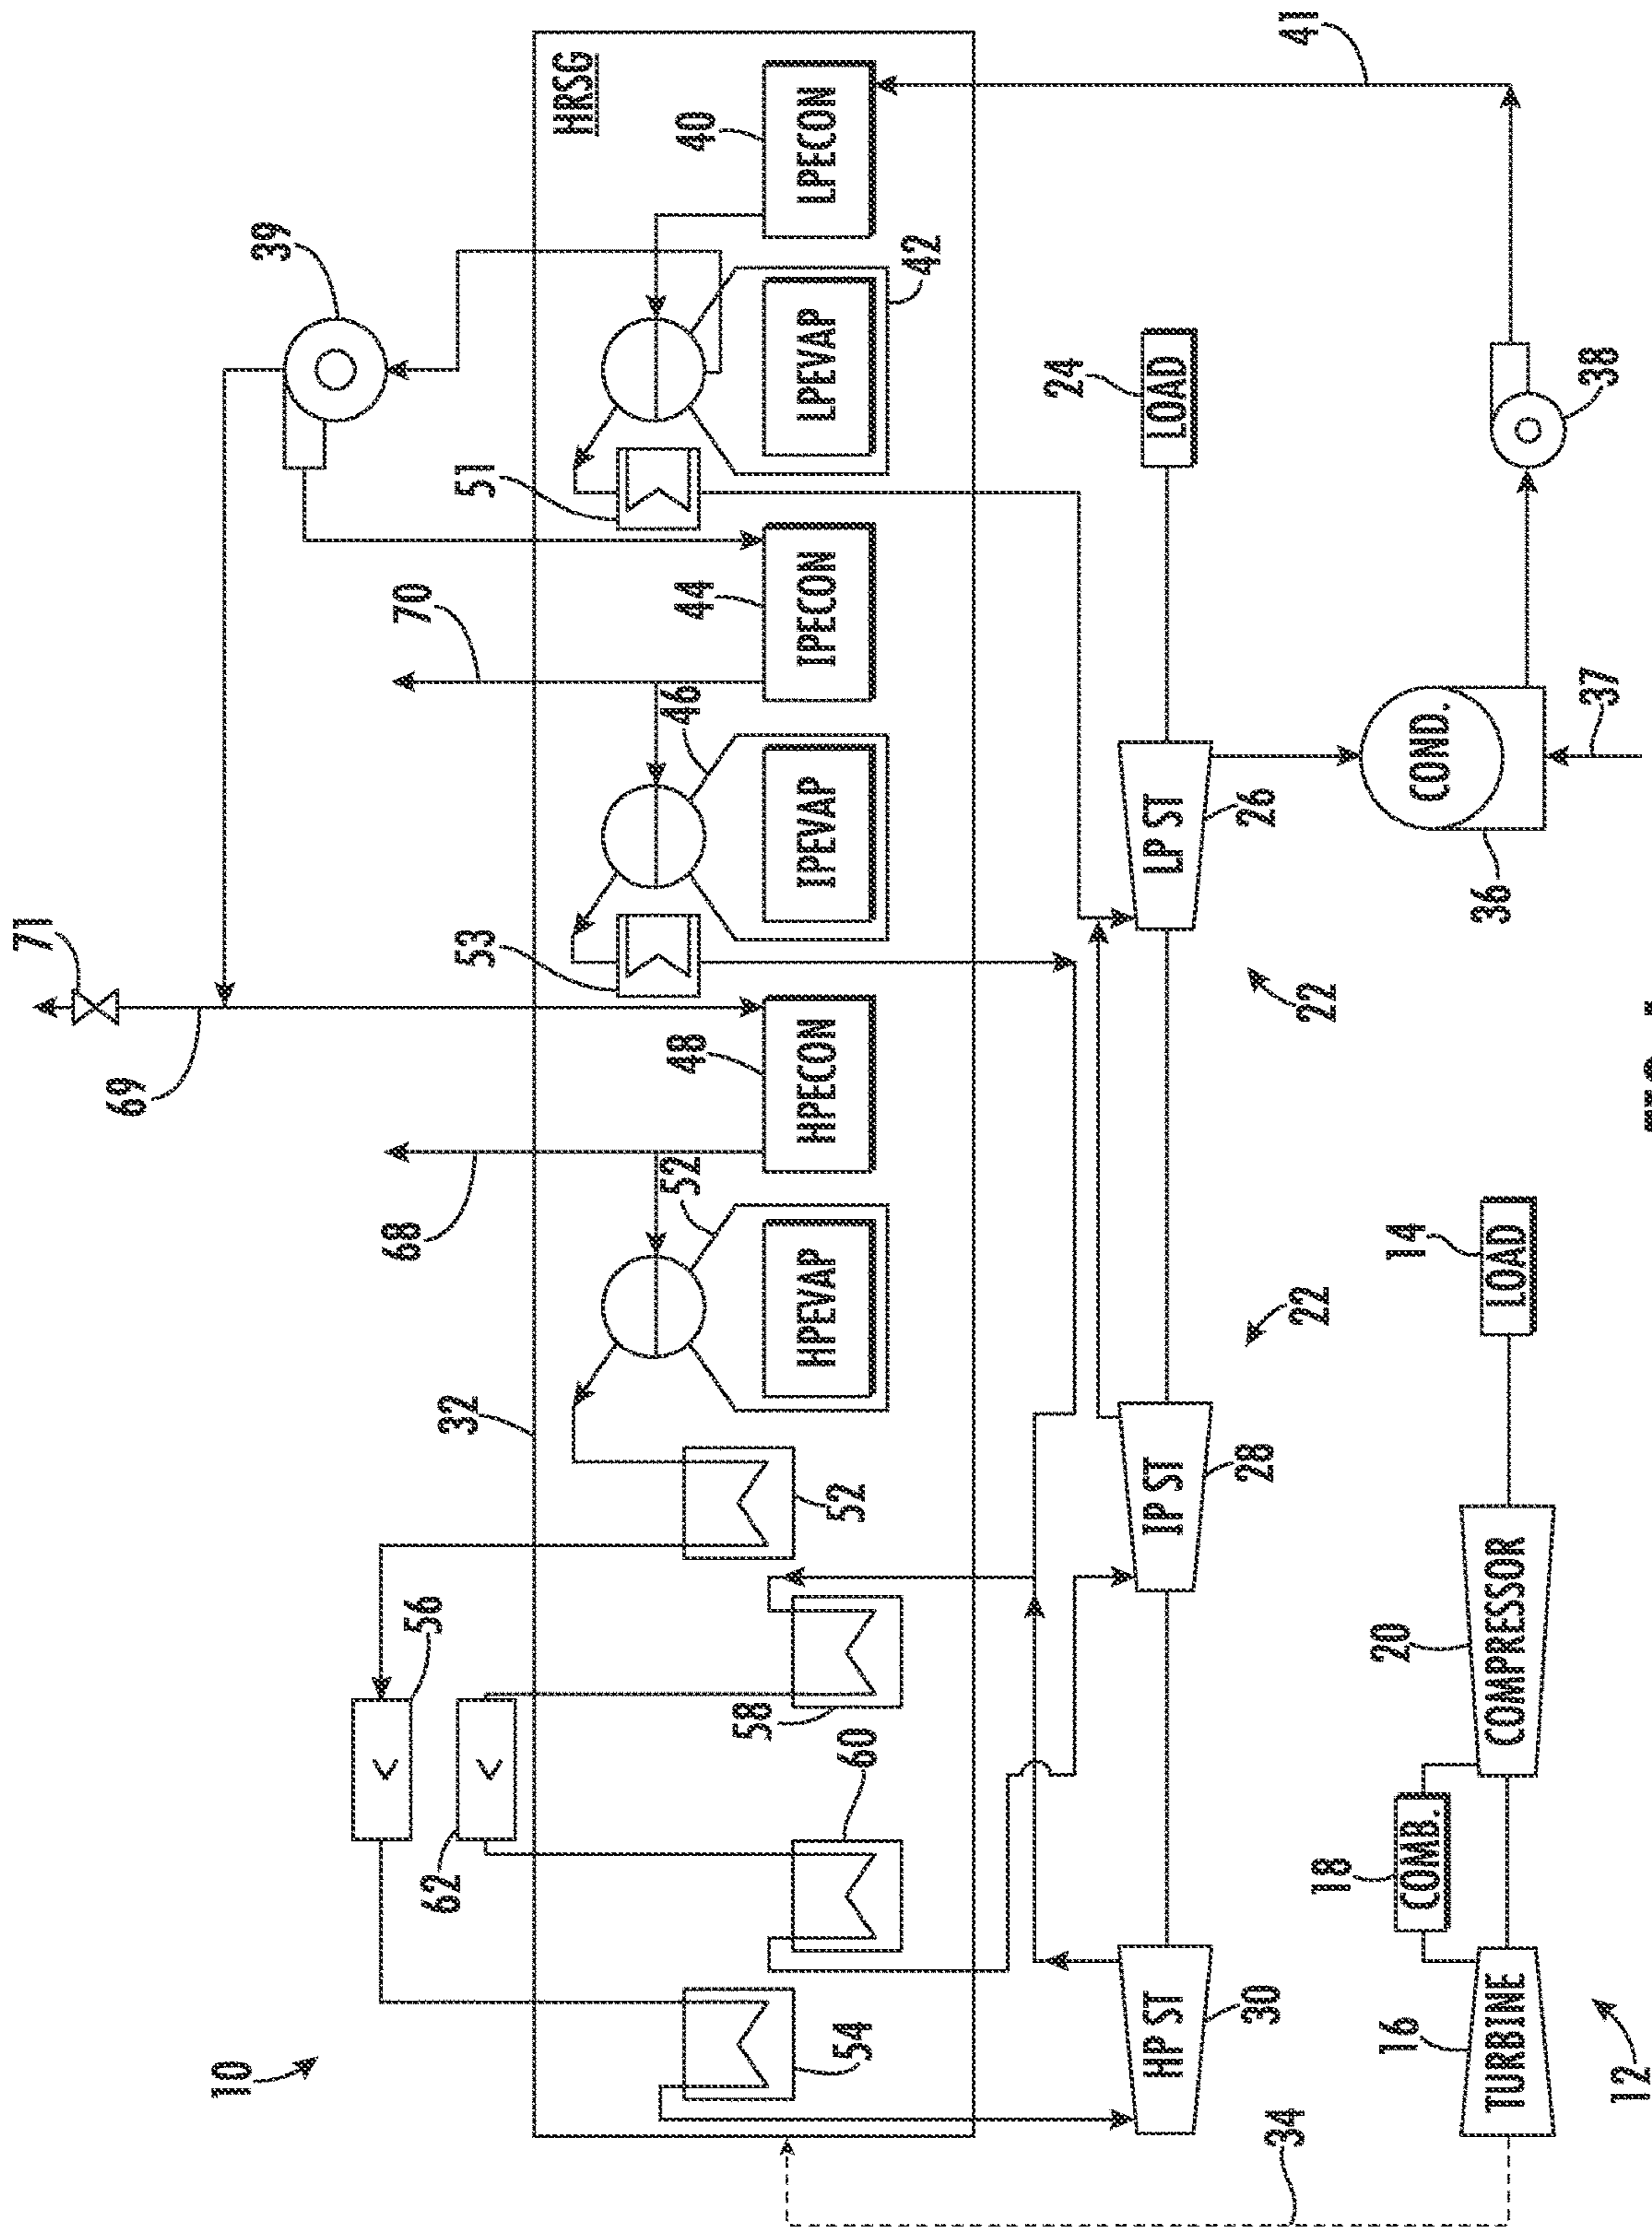 71
69
10
39
68
70
56
62
32
53
51
HRSG
52
48
46
44
40
58
HPEVAP
HPECON
IPEVAP
IPECON
LPEVAP
LPECON
54
60
52
42
24
HP ST
IP ST
LP ST
LOAD
30
28
26
34
22
22
41
18
16
20
14
COMB.
COND.
36
TURBINE
COMPRESSOR
LOAD
38
37
12